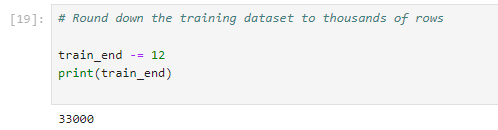 [19]: # Round down the training dataset to thousands of rows
train_end -= 12
print(train_end)
33000